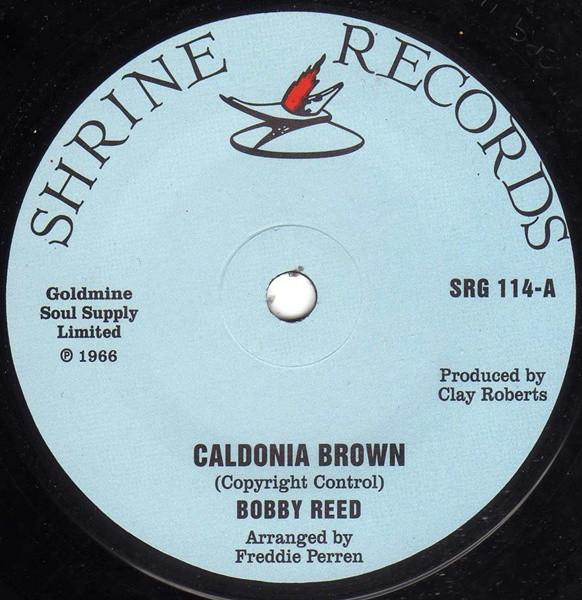 SHRINE RECORDS
Goldmine
Soul Supply
Limited
℗ 1966
SRG 114-A
Produced by
Clay Roberts
CALDONIA BROWN
(Copyright Control)
BOBBY REED
Arranged by
Freddie Perren